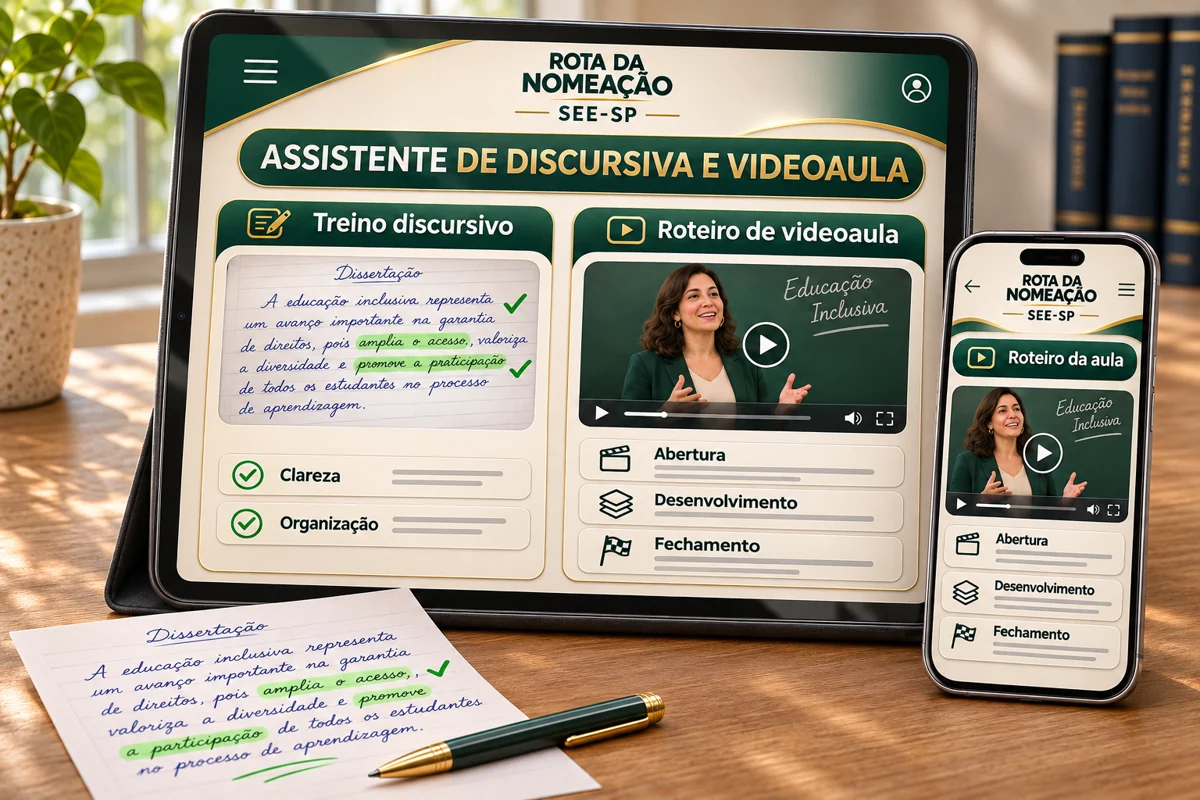 ROTA DA
NOMEAÇÃO
SEE-SP
ASSISTENTE DE DISCURSIVA E VIDEOAULA
Treino discursivo
Dissertação
A educação inclusiva representa
um avanço importante na garantia
de direitos, pois amplia o acesso, valoriza
a diversidade e promove a praticipação
de todos os estudantes no processo
de aprendizagem.
Clareza
Organização
Roteiro de videoaula
Educação
Inclusiva
Abertura
Desenvolvimento
Fechamento
ROTA DA
NOMEAÇÃO
SEE-SP
Roteiro da aula
Educação
Inclusiva
Abertura
Desenvolvimento
Fechamento
Dissertação
A educação inclusiva representa
um avanço importante na garantia
de direitos, pois amplia o acesso,,
valoriza a diversidade e promove
a participação de todos os estudantes
no processo de aprendizagem.